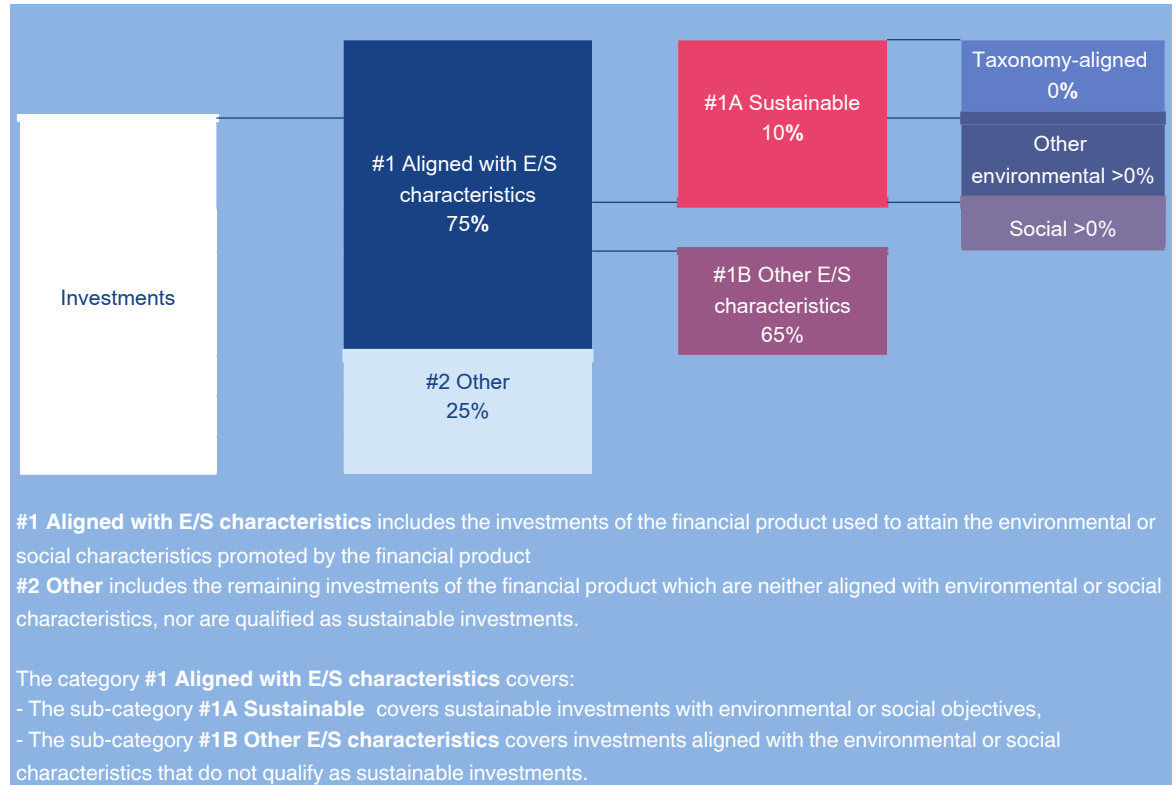 Investments
#1 Aligned with E/S
characteristics
75%
#2 Other
25%
#1A Sustainable
10%
#1B Other E/S
characteristics
65%
Taxonomy-aligned
0%
Other
environmental >0%
Social >0%
#1 Aligned with E/S characteristics includes the investments of the financial product used to attain the environmental or
social characteristics promoted by the financial product
#2 Other includes the remaining investments of the financial product which are neither aligned with environmental or social
characteristics, nor are qualified as sustainable investments.
The category #1 Aligned with E/S characteristics covers:
- The sub-category #1A Sustainable covers sustainable investments with environmental or social objectives,
- The sub-category #1B Other E/S characteristics covers investments aligned with the environmental or social
characteristics that do not qualify as sustainable investments.